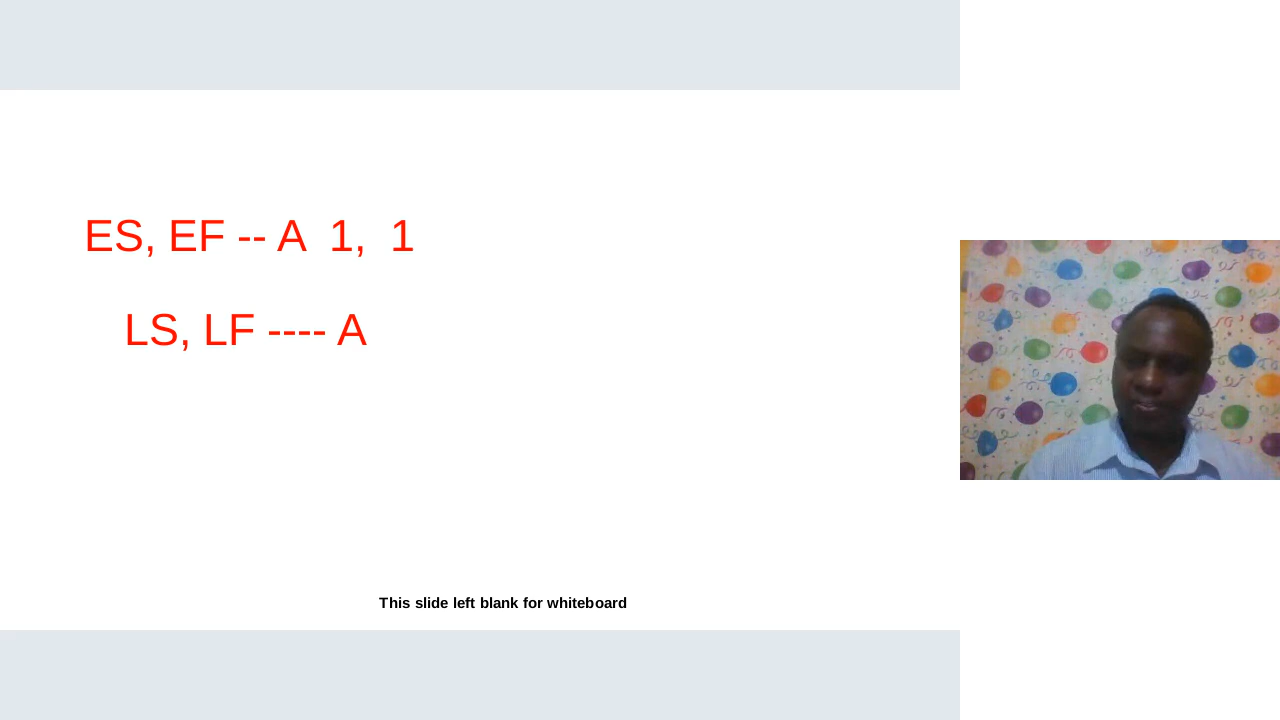 ES, EF -- A  1,  1
LS, LF ---- A
This slide left blank for whiteboard